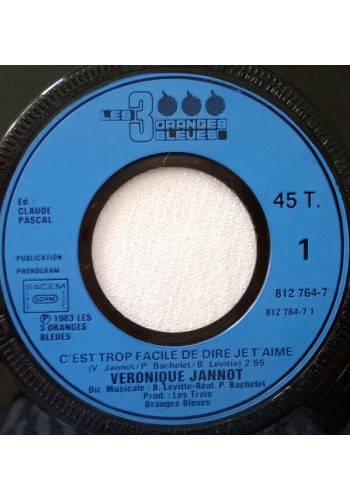 LES 3 ORANGES BLEUES
Ed :
CLAUDE
PASCAL
45 T.
PUBLICATION
PHONOGRAM
1
SACEM
SDRM
812 764-7
812 764-7 1
Ⓟ 1983 LES
3 ORANGES
BLEUES
C'EST TROP FACILE DE DIRE JE T'AIME
(V. Jannot/P. Bachelet/B. Levitte) 2'55
VERONIQUE JANNOT
Dir. Musicale : B. Levitte-Réal. P. Bachelet
Prod. : Les Trois
Oranges Bleues